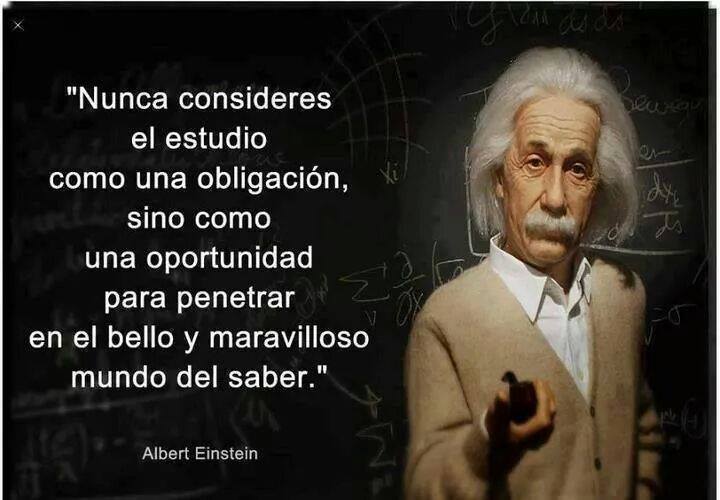 "Nunca consideres
el estudio
como una obligación,
sino como
una oportunidad
para penetrar
en el bello y maravilloso
mundo del saber."
Albert Einstein